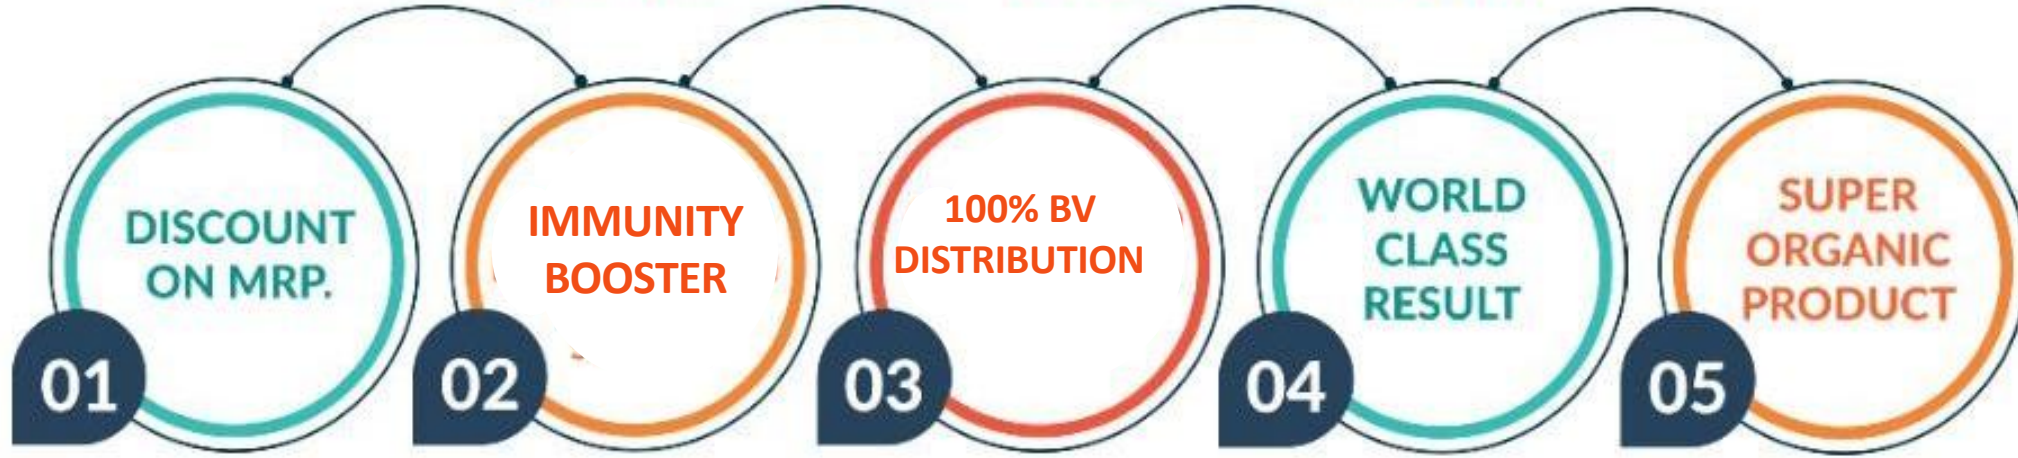 DISCOUNT
ON MRP.
01
IMMUNITY
BOOSTER
02
100% BV
DISTRIBUTION
03
WORLD
CLASS
RESULT
04
SUPER
ORGANIC
PRODUCT
05